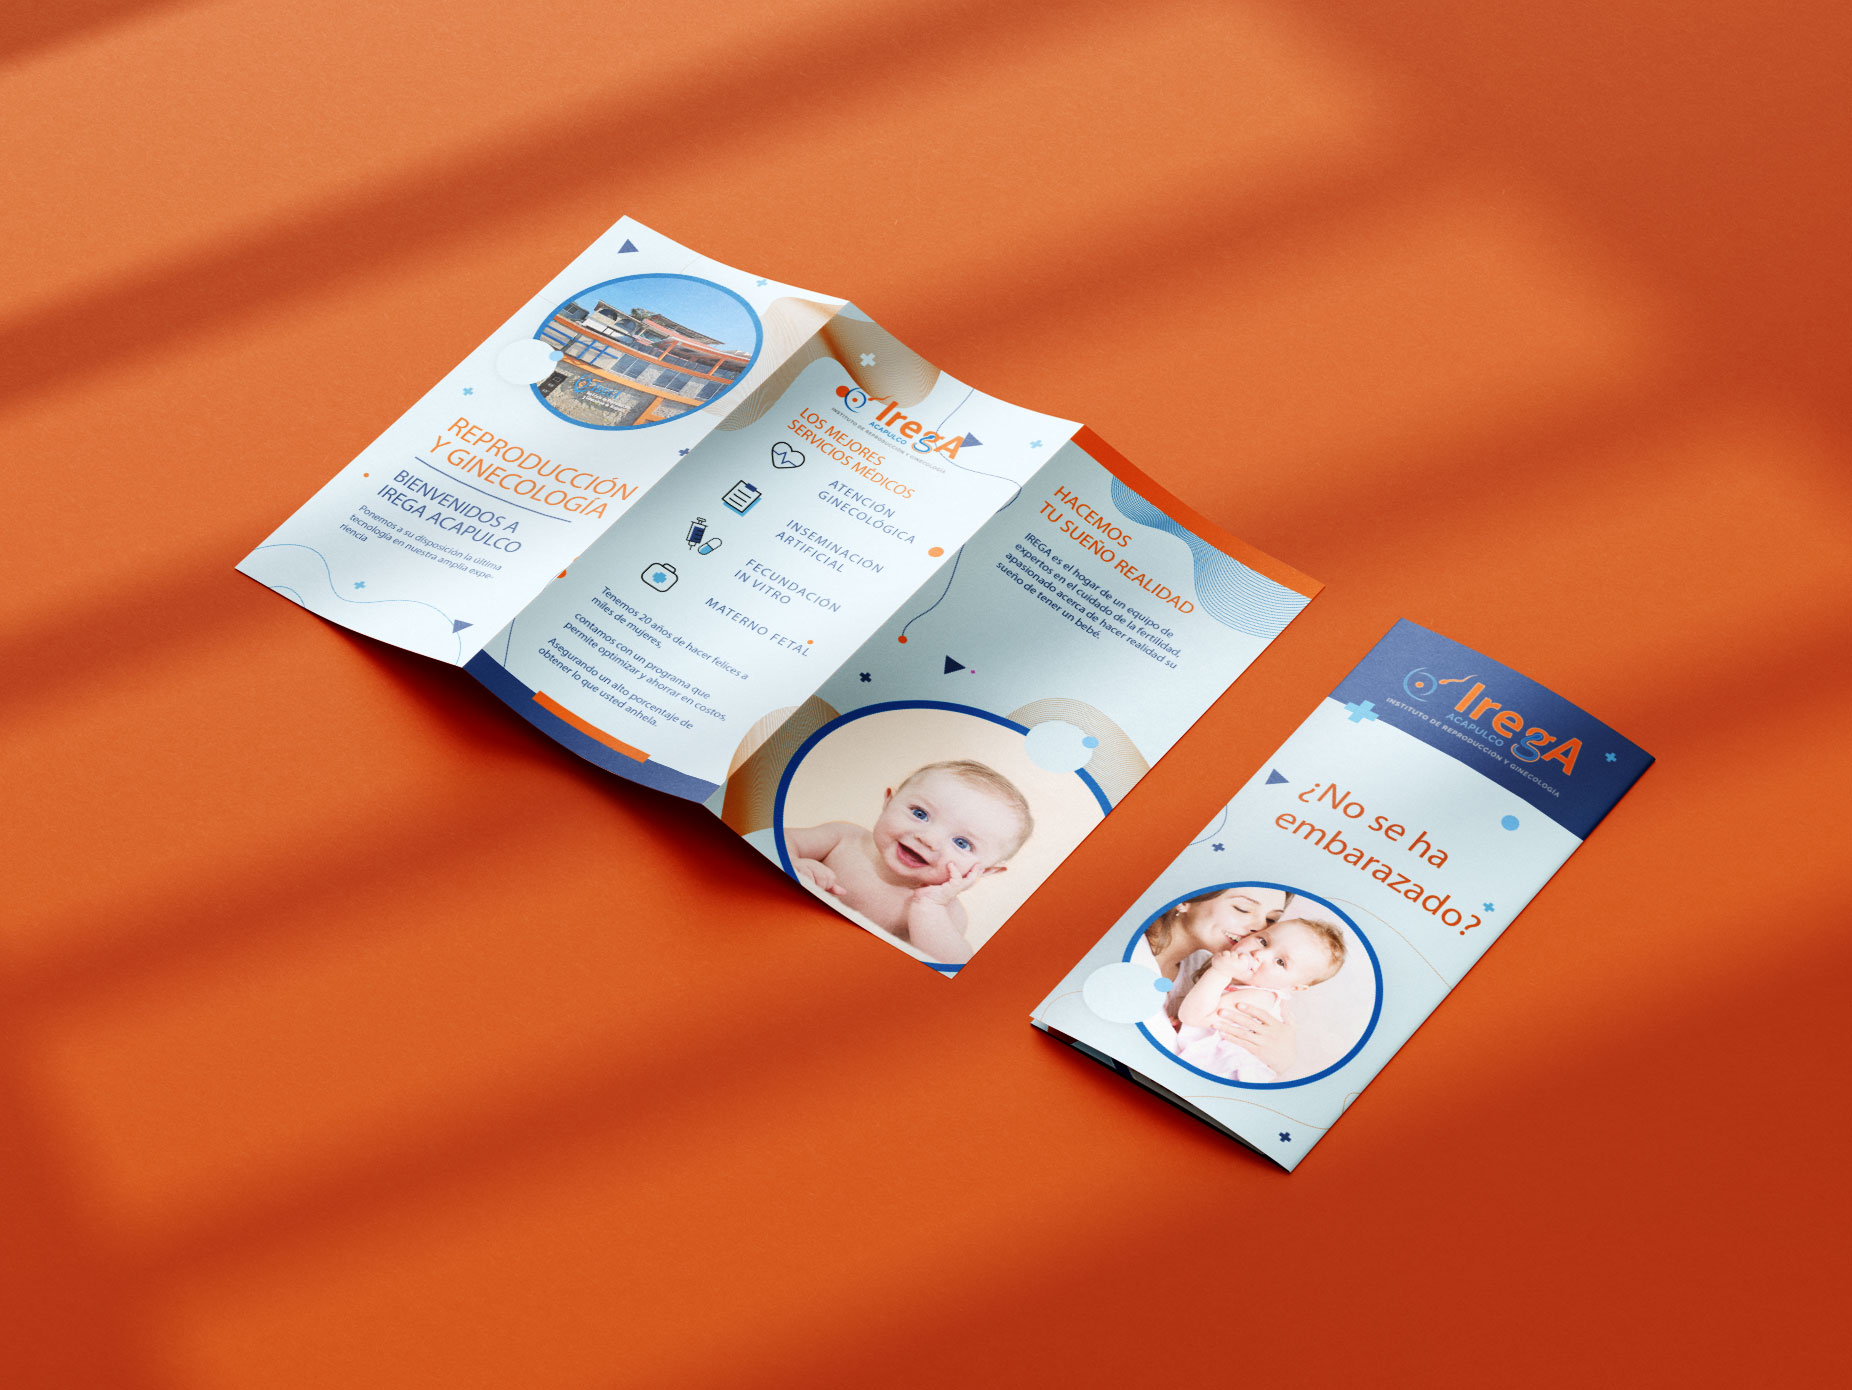 REPRODUCCIÓN
Y GINECOLOGÍA
BIENVENIDOS A
IREGA ACAPULCO
Ponemos a su disposición la última
tecnología en nuestra amplia expe-
riencia
IregA
ACAPULCO
INSTITUTO DE REPRODUCCIÓN Y GINECOLOGÍA
LOS MEJORES
SERVICIOS MÉDICOS
ATENCIÓN
GINECOLÓGICA
INSEMINACIÓN
ARTIFICIAL
FECUNDACIÓN
IN VITRO
MATERNO FETAL
Tenemos 20 años de hacer felices a
miles de mujeres,
contamos con un programa que
permite optimizar y ahorrar en costos,
Asegurando un alto porcentaje de
obtener lo que usted anhela.
HACEMOS
TU SUEÑO REALIDAD
IREGA es el hogar de un equipo de
expertos en el cuidado de la fertilidad,
apasionado acerca de hacer realidad su
sueño de tener un bebé.
IregA
ACAPULCO
INSTITUTO DE REPRODUCCIÓN Y GINECOLOGÍA
¿No se ha
embarazado?